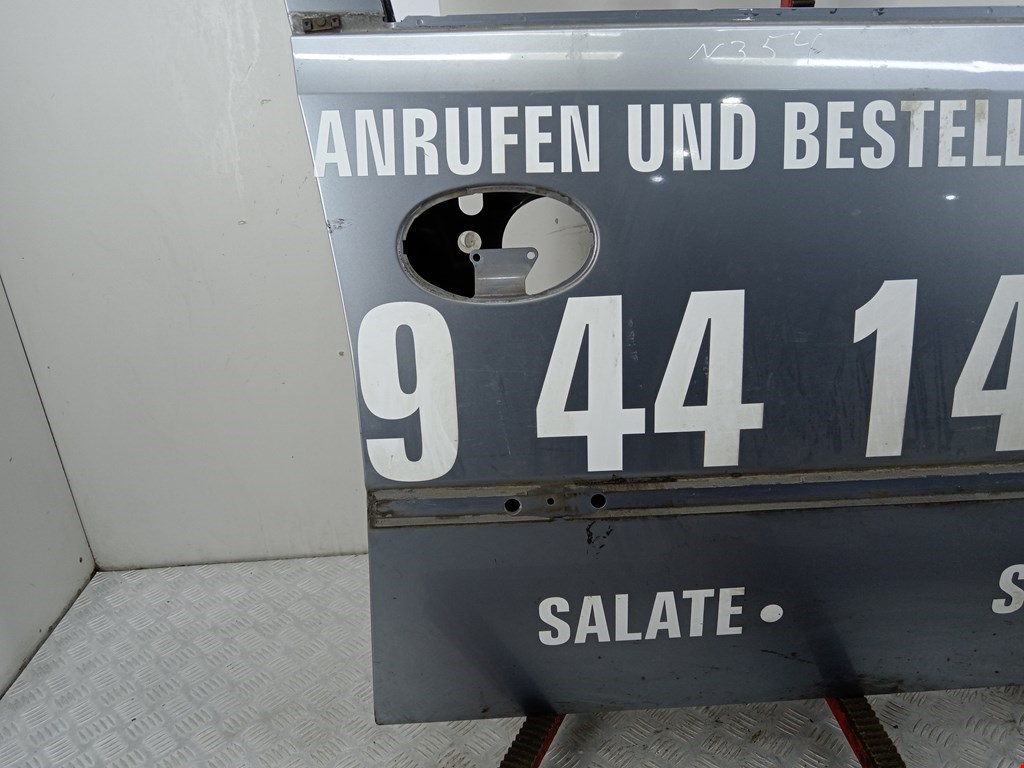 N354
ANRUFEN UND BESTELL
9 44 14
SALATE • S